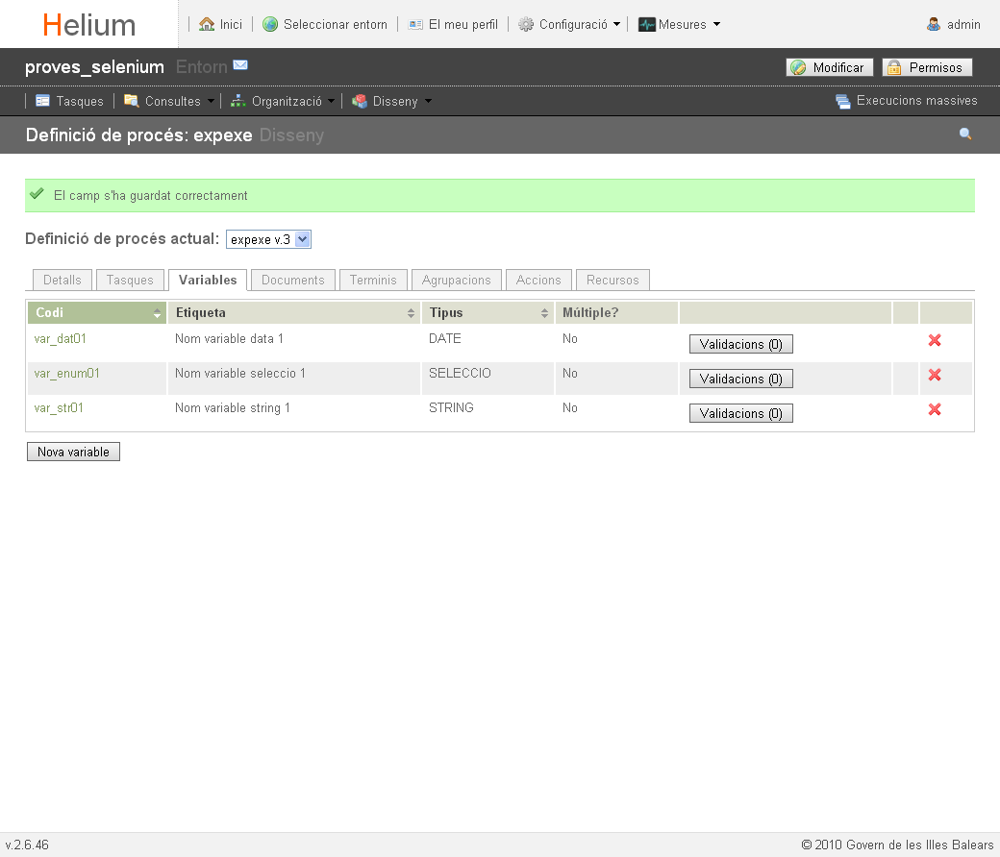 Helium
Inici Seleccionar entorn El meu perfil Configuració Mesures admin
proves_selenium Entorn Modificar Permisos
Tasques Consultes Organització Disseny Execucions massives
Definició de procés: expexe Disseny
El camp s'ha guardat correctament
Definició de procés actual: expexe v.3
Detalls Tasques Variables Documents Terminis Agrupacions Accions Recursos
Codi Etiqueta Tipus Múltiple?
var_dat01 Nom variable data 1 DATE No Validacions (0)
var_enum01 Nom variable seleccio 1 SELECCIO No Validacions (0)
var_str01 Nom variable string 1 STRING No Validacions (0)
Nova variable
v.2.6.46 © 2010 Govern de les Illes Balears